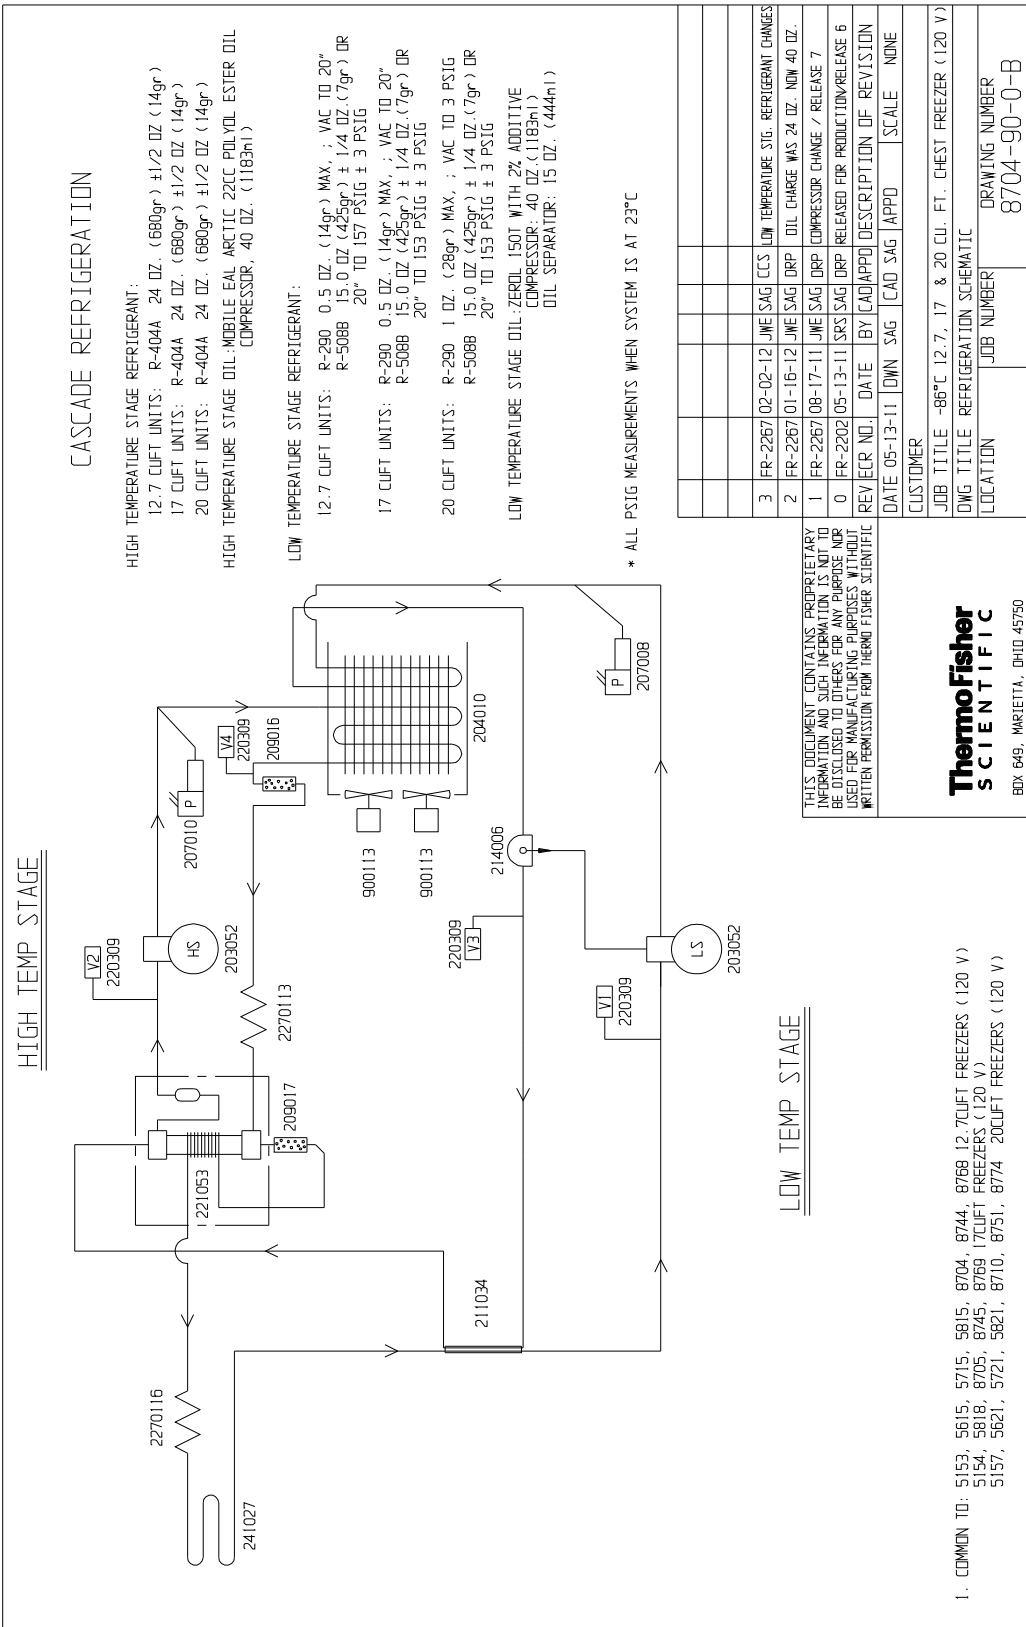 HIGH TEMP STAGE
CASCADE REFRIGERATION
HIGH TEMPERATURE STAGE REFRIGERANT:
12.7 CUFT UNITS: R-404A 24 OZ. (680gr) ±1/2 OZ (14gr)
17 CUFT UNITS: R-404A 24 OZ. (680gr) ±1/2 OZ (14gr)
20 CUFT UNITS: R-404A 24 OZ. (680gr) ±1/2 OZ (14gr)
HIGH TEMPERATURE STAGE OIL:MOBILE EAL ARCTIC 22CC POLYOL ESTER OIL
COMPRESSOR, 40 OZ. (1183ml)
LOW TEMPERATURE STAGE REFRIGERANT:
12.7 CUFT UNITS: R-290 0.5 OZ. (14gr) MAX, ; VAC TO 20"
R-508B 15.0 OZ (425gr) ± 1/4 OZ.(7gr) OR
20" TO 157 PSIG ± 3 PSIG
17 CUFT UNITS: R-290 0.5 OZ. (14gr) MAX, ; VAC TO 20"
R-508B 15.0 OZ (425gr) ± 1/4 OZ.(7gr) OR
20" TO 153 PSIG ± 3 PSIG
20 CUFT UNITS: R-290 1 OZ. (28gr) MAX, ; VAC TO 3 PSIG
R-508B 15.0 OZ (425gr) ± 1/4 OZ.(7gr) OR
20" TO 153 PSIG ± 3 PSIG
LOW TEMPERATURE STAGE OIL:ZEROL 150T WITH 2% ADDITIVE
COMPRESSOR: 40 OZ.(1183ml)
OIL SEPARATOR: 15 OZ. (444ml)
* ALL PSIG MEASUREMENTS WHEN SYSTEM IS AT 23°C
V2
220309
HS
203052
P
207010
V4
220309
209016
2270113
209017
221053
900113
900113
204010
214006
220309
V3
P
207008
2270116
241027
211034
V1
220309
LS
203052
LOW TEMP STAGE
1. COMMON TO: 5153, 5615, 5715, 5815, 8704, 8744, 8768 12.7CUFT FREEZERS (120 V)
5154, 5818, 8705, 8745, 8769 17CUFT FREEZERS (120 V)
5157, 5621, 5721, 5821, 8710, 8751, 8774 20CUFT FREEZERS (120 V)
THIS DOCUMENT CONTAINS PROPRIETARY
INFORMATION AND SUCH INFORMATION IS NOT TO
BE DISCLOSED TO OTHERS FOR ANY PURPOSE NOR
USED FOR MANUFACTURING PURPOSES WITHOUT
WRITTEN PERMISSION FROM THERMO FISHER SCIENTIFIC
ThermoFisher
SCIENTIFIC
BOX 649, MARIETTA, OHIO 45750
3 FR-2267 02-02-12 JWE SAG CCS LOW TEMPERATURE STG. REFRIGERANT CHANGES
2 FR-2267 01-16-12 JWE SAG DRP OIL CHARGE WAS 24 OZ. NOW 40 OZ.
1 FR-2267 08-17-11 JWE SAG DRP COMPRESSOR CHANGE / RELEASE 7
0 FR-2202 05-13-11 SRS SAG DRP RELEASED FOR PRODUCTION/RELEASE 6
REV ECR NO. DATE BY CAD APPD DESCRIPTION OF REVISION
DATE 05-13-11 DWN SAG CAD SAG APPD SCALE NONE
CUSTOMER
JOB TITLE -86°C 12.7, 17 & 20 CU. FT. CHEST FREEZER (120 V)
DWG TITLE REFRIGERATION SCHEMATIC
LOCATION JOB NUMBER DRAWING NUMBER
8704-90-0-B